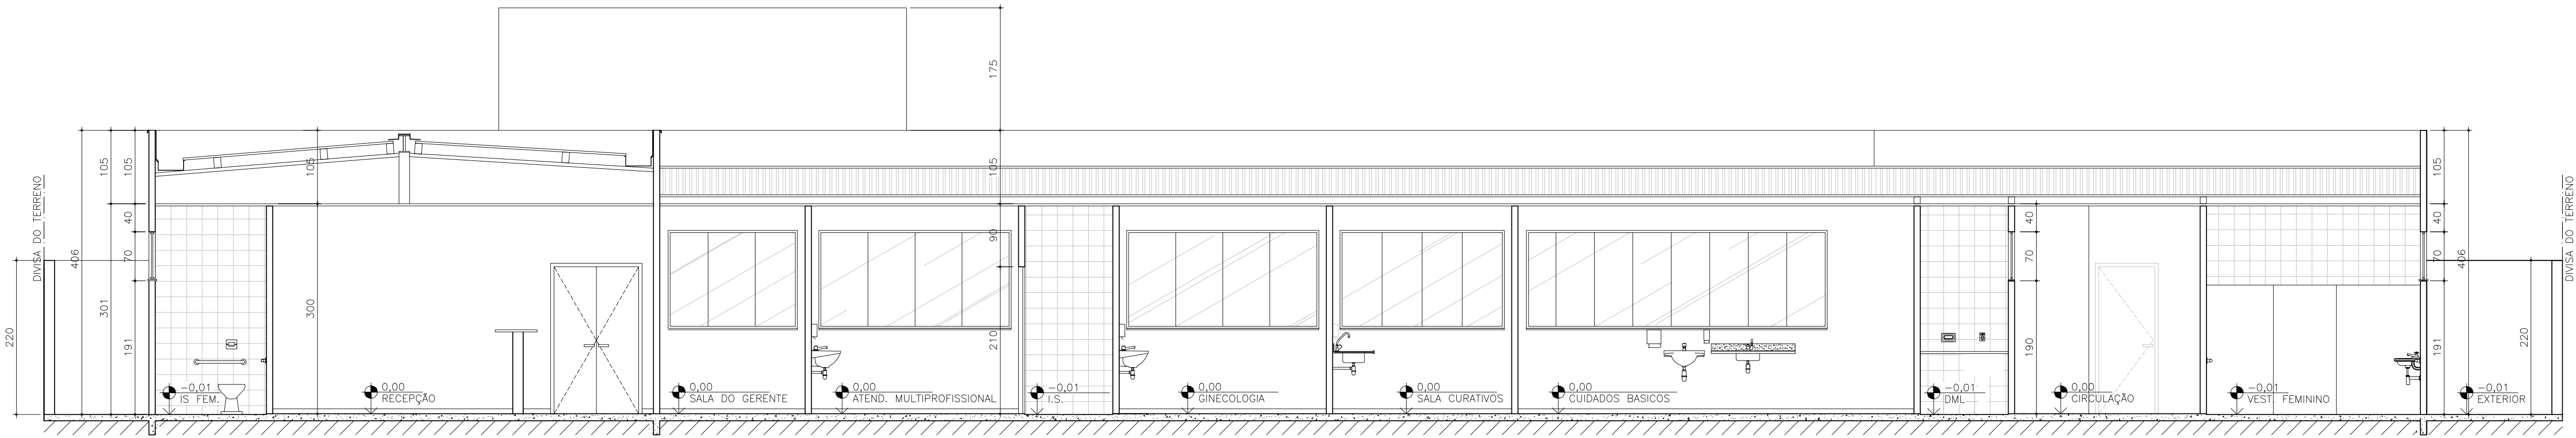 175
DIVISA DO TERRENO
220
406
105
301
105
40
70
191
105
300
105
90
210
40
70
190
105
40
70
191
406
220
DIVISA DO TERRENO
-0,01
IS FEM.
0,00
RECEPÇÃO
0,00
SALA DO GERENTE
0,00
ATEND. MULTIPROFISSIONAL
-0,01
I.S.
0,00
GINECOLOGIA
0,00
SALA CURATIVOS
0,00
CUIDADOS BASICOS
-0,01
DML
0,00
CIRCULAÇÃO
-0,01
VEST. FEMININO
-0,01
EXTERIOR